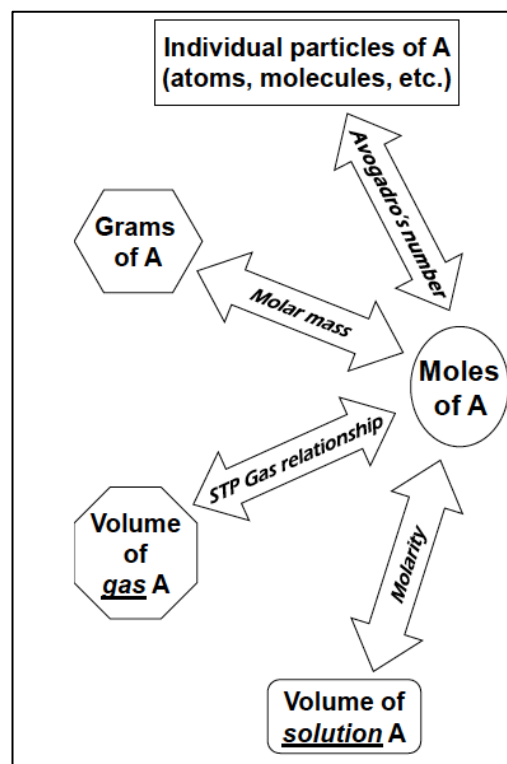 Individual particles of A
(atoms, molecules, etc.)
Avogadro's number
Grams
of A
Molar mass
Moles
of A
STP Gas relationship
Volume
of
gas A
Molarity
Volume of
solution A